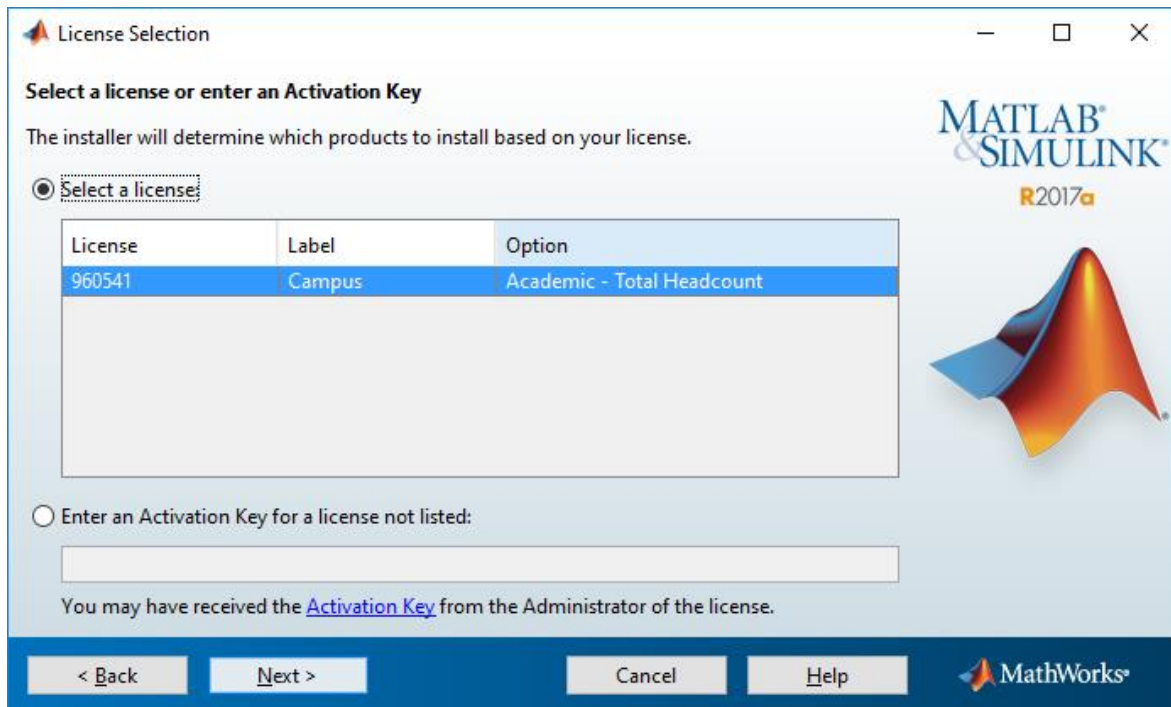 License Selection
Select a license or enter an Activation Key
The installer will determine which products to install based on your license.
MATLAB®
&SIMULINK®
R2017a
Select a license:
License Label Option
960541 Campus Academic - Total Headcount
Enter an Activation Key for a license not listed:
You may have received the Activation Key from the Administrator of the license.
< Back Next > Cancel Help MathWorks®